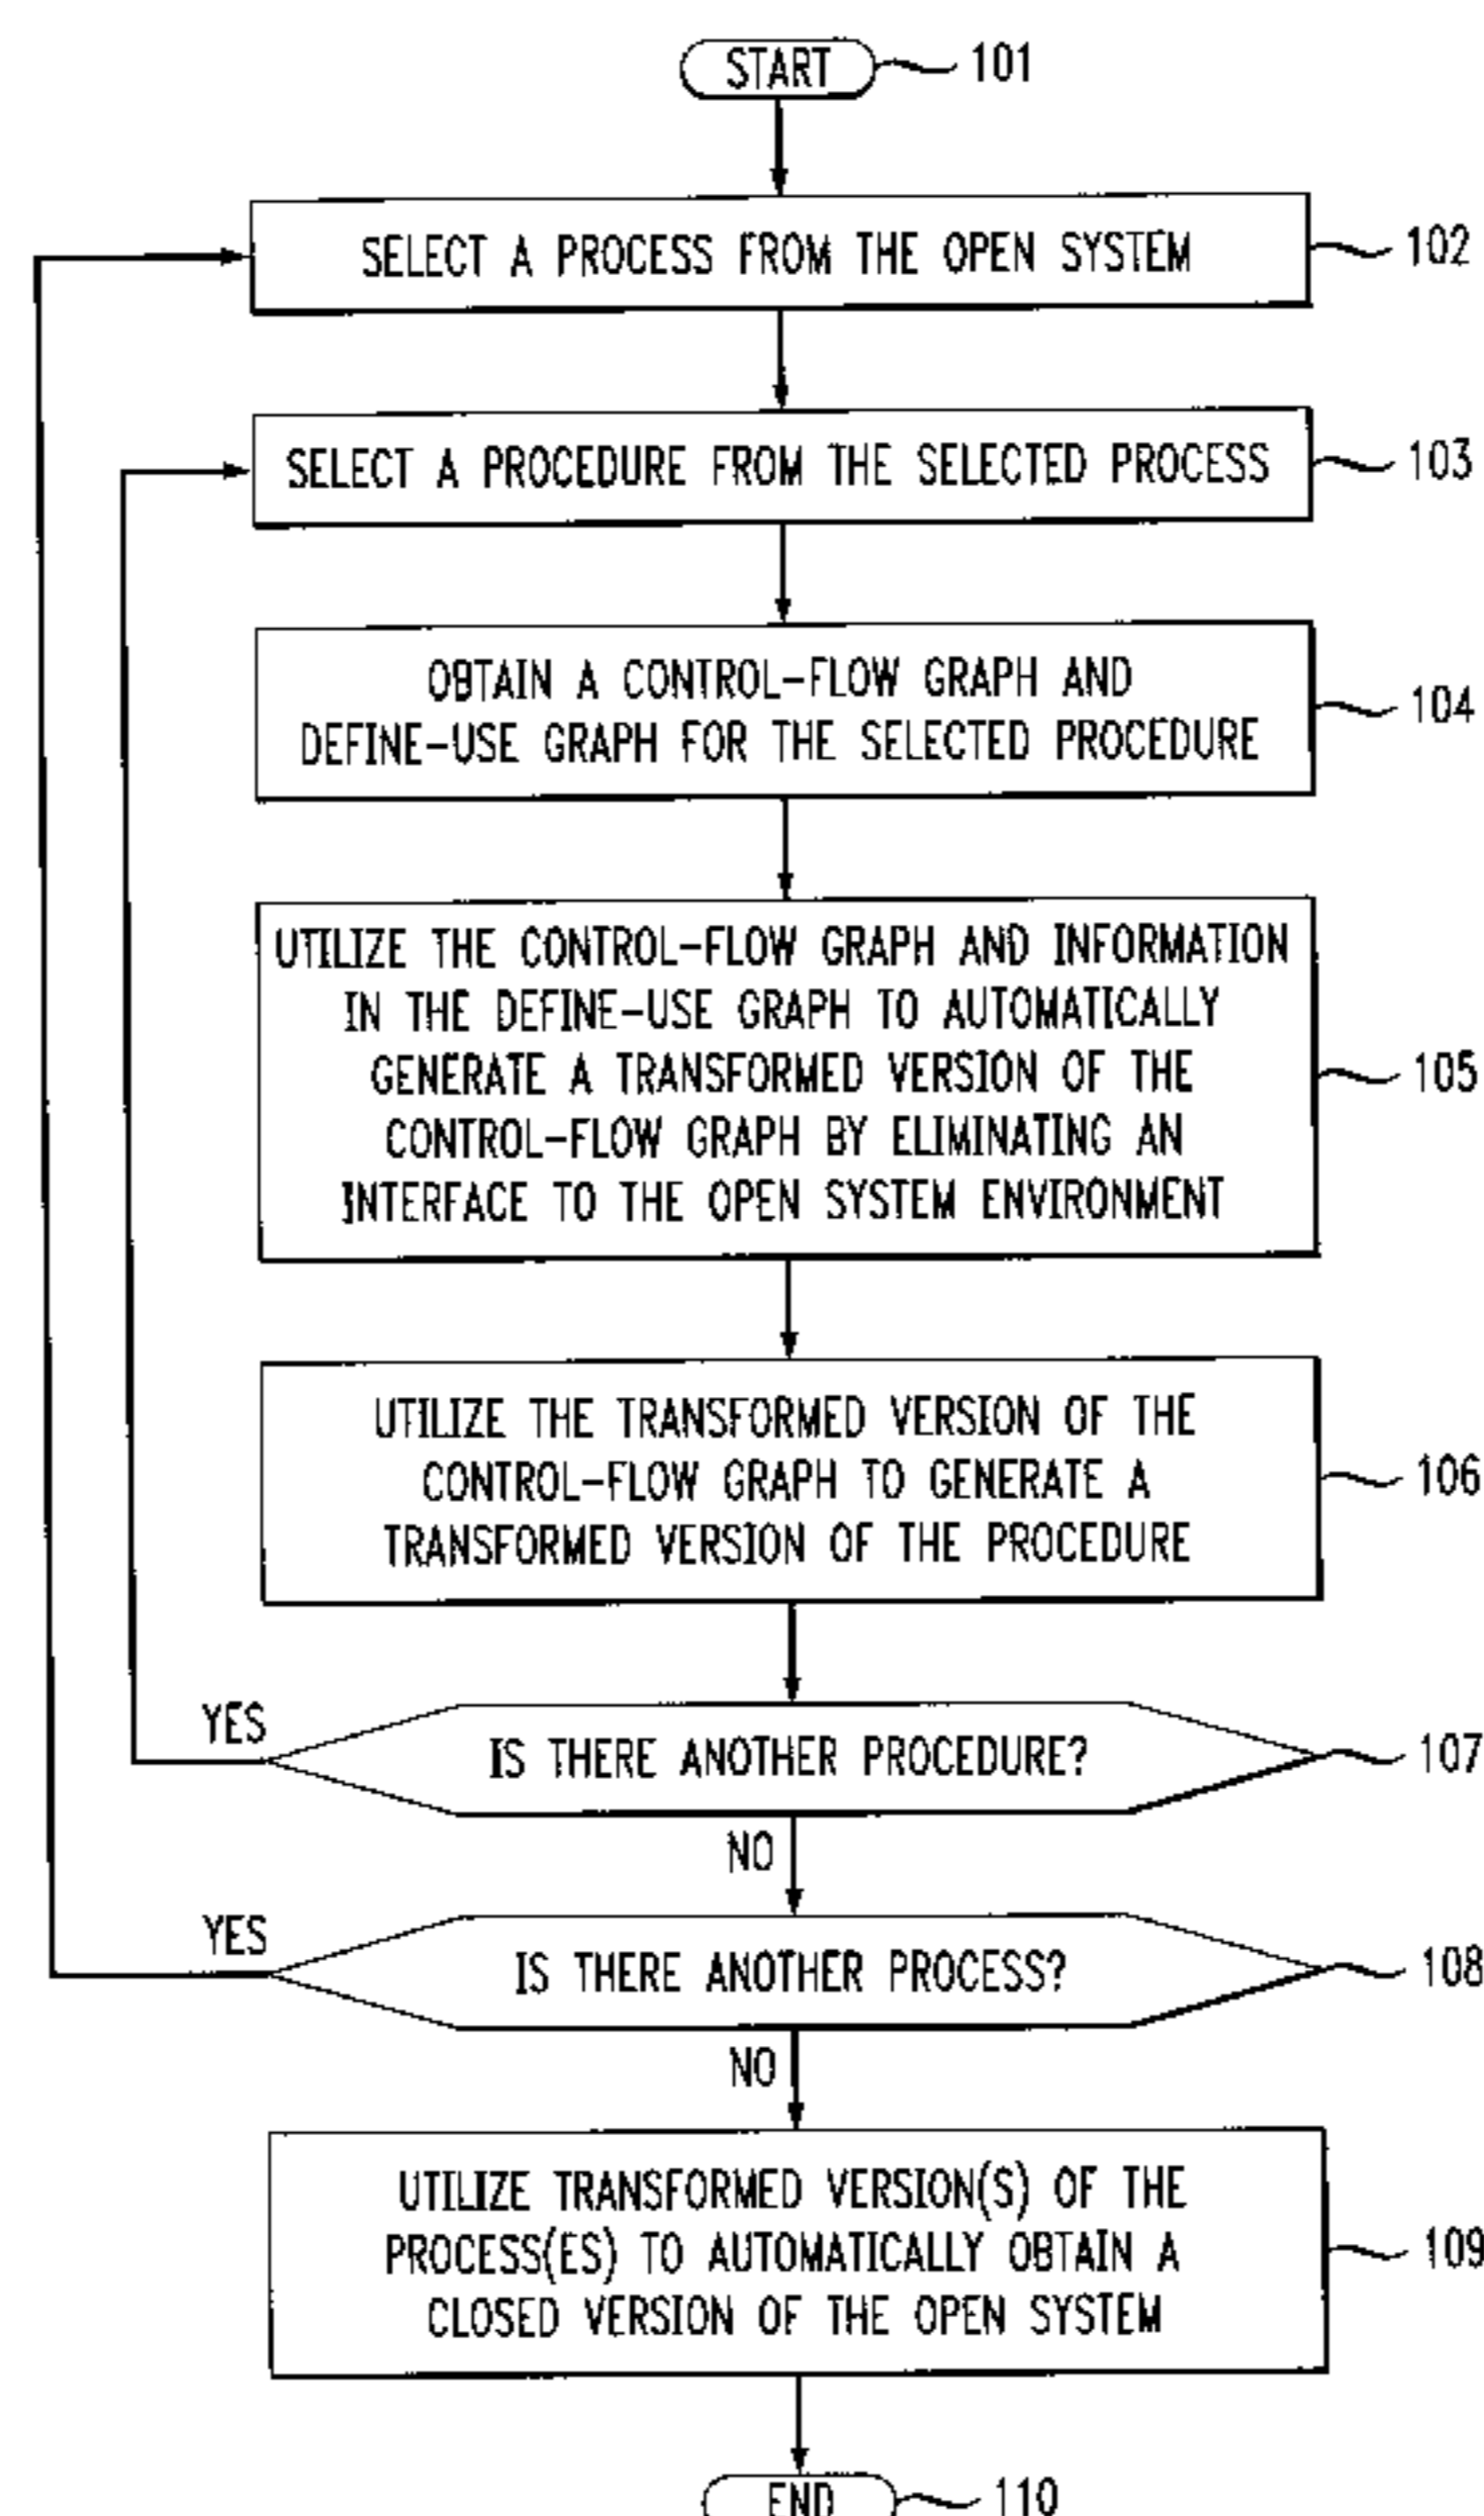 START 101
SELECT A PROCESS FROM THE OPEN SYSTEM 102
SELECT A PROCEDURE FROM THE SELECTED PROCESS 103
OBTAIN A CONTROL-FLOW GRAPH AND
DEFINE-USE GRAPH FOR THE SELECTED PROCEDURE
104
UTILIZE THE CONTROL-FLOW GRAPH AND INFORMATION
IN THE DEFINE-USE GRAPH TO AUTOMATICALLY
GENERATE A TRANSFORMED VERSION OF THE
CONTROL-FLOW GRAPH BY ELIMINATING AN
INTERFACE TO THE OPEN SYSTEM ENVIRONMENT
105
UTILIZE THE TRANSFORMED VERSION OF THE
CONTROL-FLOW GRAPH TO GENERATE A
TRANSFORMED VERSION OF THE PROCEDURE
106
YES
IS THERE ANOTHER PROCEDURE? 107
NO
YES
IS THERE ANOTHER PROCESS? 108
NO
UTILIZE TRANSFORMED VERSION(S) OF THE
PROCESS(ES) TO AUTOMATICALLY OBTAIN A
CLOSED VERSION OF THE OPEN SYSTEM
109
END 110